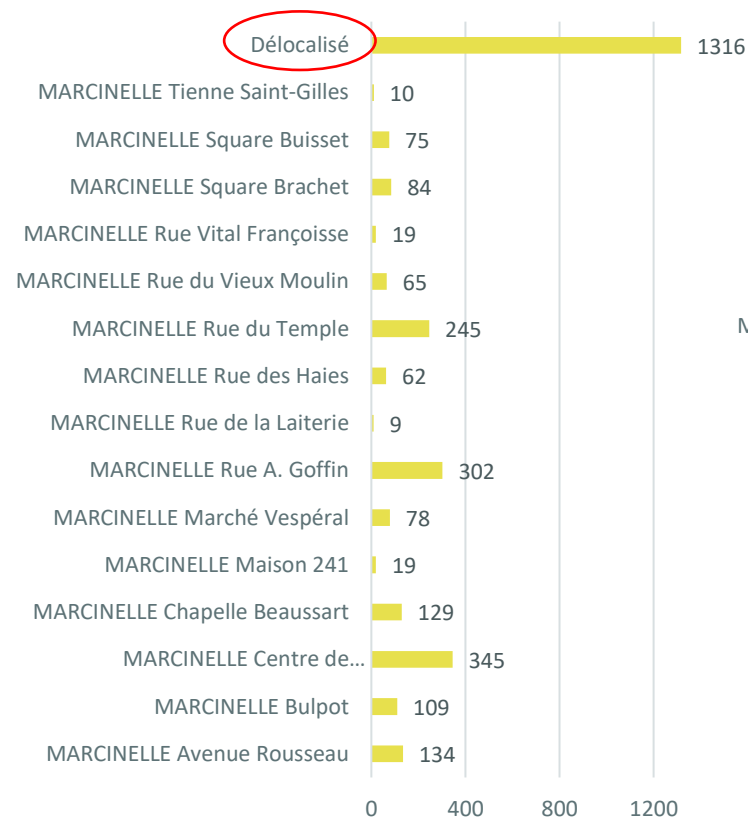 Délocalisé 1316
MARCINELLE Tienne Saint-Gilles 10
MARCINELLE Square Buisset 75
MARCINELLE Square Brachet 84
MARCINELLE Rue Vital Françoisse 19
MARCINELLE Rue du Vieux Moulin 65
MARCINELLE Rue du Temple 245
M
MARCINELLE Rue des Haies 62
MARCINELLE Rue de la Laiterie 9
MARCINELLE Rue A. Goffin 302
MARCINELLE Marché Vespéral 78
MARCINELLE Maison 241 19
MARCINELLE Chapelle Beaussart 129
MARCINELLE Centre de... 345
MARCINELLE Bulpot 109
MARCINELLE Avenue Rousseau 134
0 400 800 1200